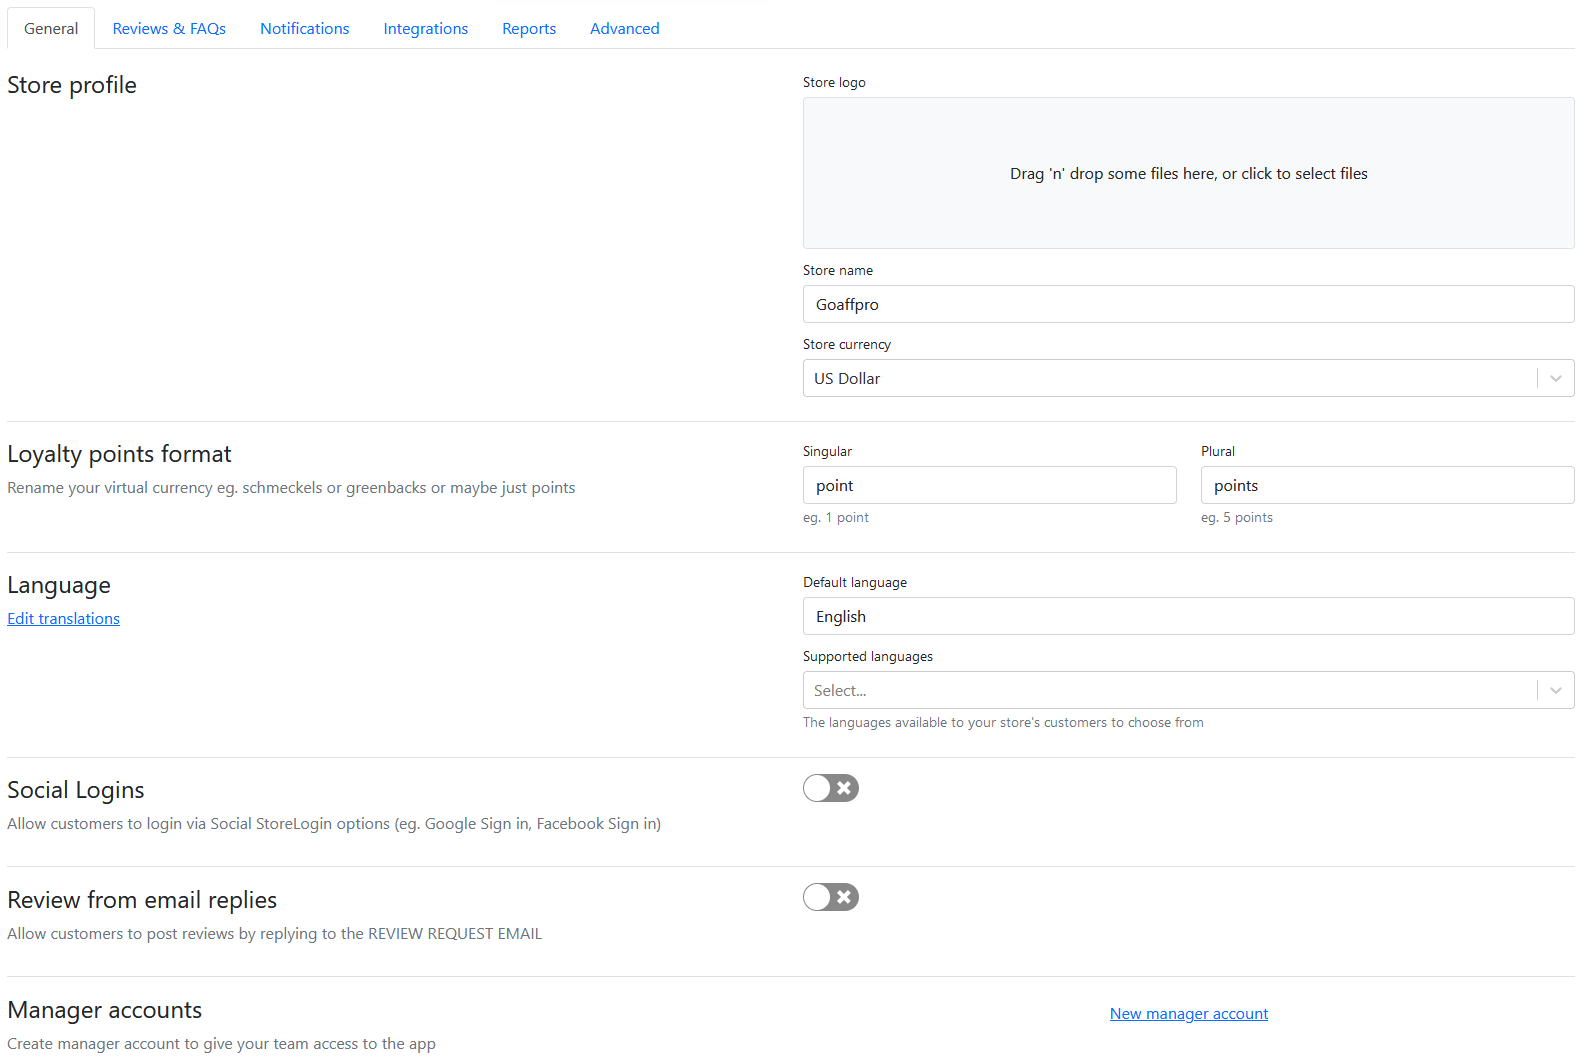 General Reviews & FAQs Notifications Integrations Reports Advanced
Store profile
Store logo
Drag 'n' drop some files here, or click to select files
Store name
Goaffpro
Store currency
US Dollar
Loyalty points format
Rename your virtual currency eg. schmeckels or greenbacks or maybe just points
Singular
point
eg. 1 point
Plural
points
eg. 5 points
Language
Edit translations
Default language
English
Supported languages
Select...
The languages available to your store's customers to choose from
Social Logins
Allow customers to login via Social StoreLogin options (eg. Google Sign in, Facebook Sign in)
Review from email replies
Allow customers to post reviews by replying to the REVIEW REQUEST EMAIL
Manager accounts
Create manager account to give your team access to the app
New manager account